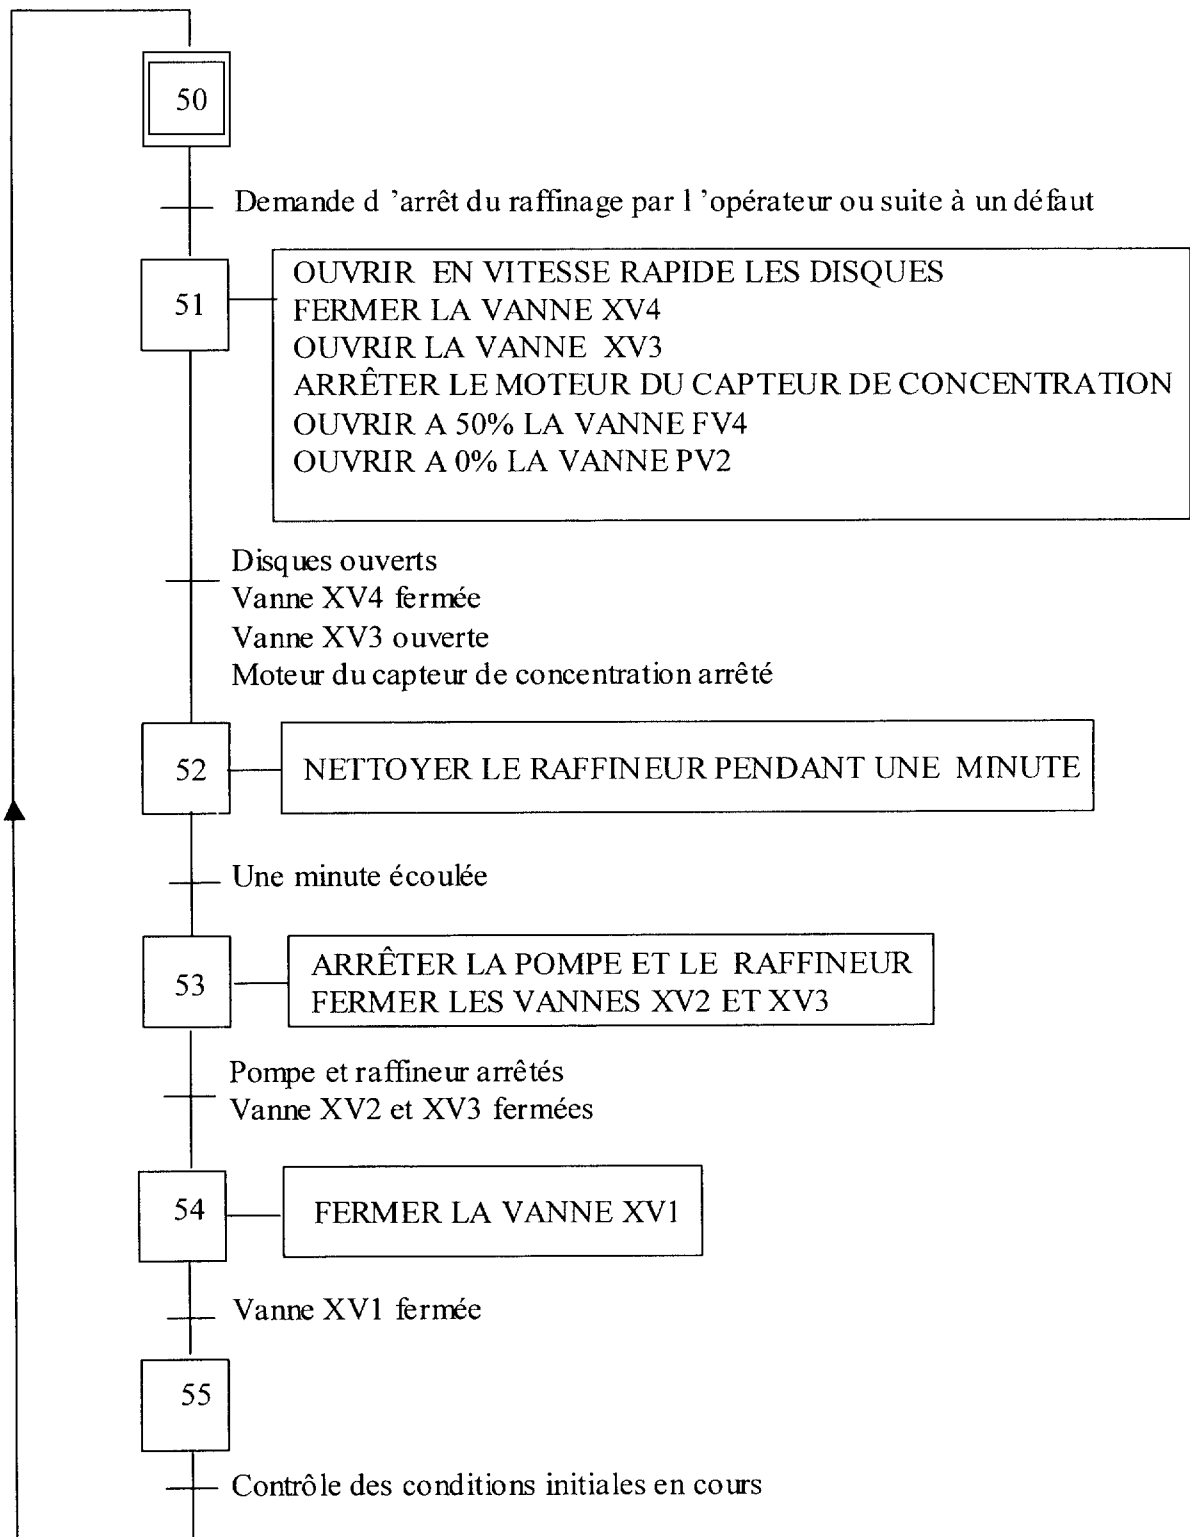 50
Demande d 'arrêt du raffinage par l 'opérateur ou suite à un défaut
51
OUVRIR EN VITESSE RAPIDE LES DISQUES
FERMER LA VANNE XV4
OUVRIR LA VANNE XV3
ARRÊTER LE MOTEUR DU CAPTEUR DE CONCENTRATION
OUVRIR A 50% LA VANNE FV4
OUVRIR A 0% LA VANNE PV2
Disques ouverts
Vanne XV4 fermée
Vanne XV3 ouverte
Moteur du capteur de concentration arrêté
52
NETTOYER LE RAFFINEUR PENDANT UNE MINUTE
Une minute écoulée
53
ARRÊTER LA POMPE ET LE RAFFINEUR
FERMER LES VANNES XV2 ET XV3
Pompe et raffineur arrêtés
Vanne XV2 et XV3 fermées
54
FERMER LA VANNE XV1
Vanne XV1 fermée
55
Contrôle des conditions initiales en cours